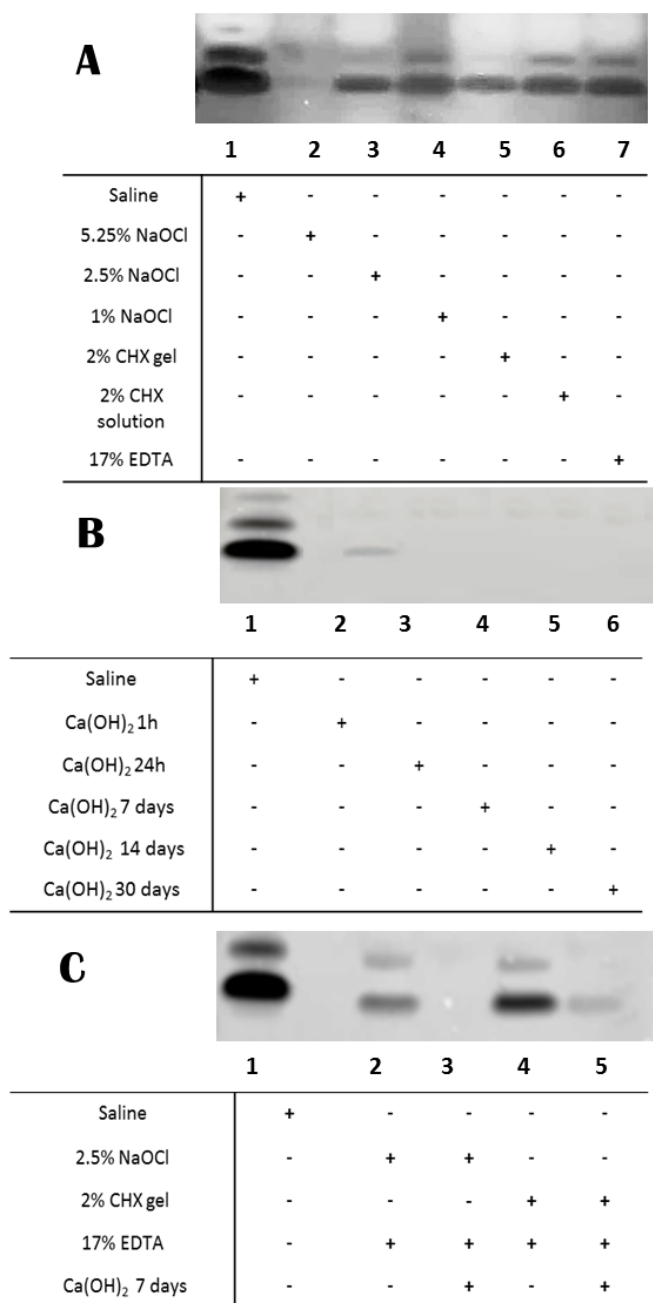 A
1 2 3 4 5 6 7
Saline + - - - - - -
5.25% NaOCl - + - - - - -
2.5% NaOCl - - + - - - -
1% NaOCl - - - + - - -
2% CHX gel - - - - + - -
2% CHX - - - - - + -
solution
17% EDTA - - - - - - +
B
1 2 3 4 5 6
Saline + - - - - -
Ca(OH)₂ 1h - + - - - -
Ca(OH)₂ 24h - - + - - -
Ca(OH)₂ 7 days - - - + - -
Ca(OH)₂ 14 days - - - - + -
Ca(OH)₂ 30 days - - - - - +
C
1 2 3 4 5
Saline + - - - -
2.5% NaOCl - + + - -
2% CHX gel - - - + +
17% EDTA - + + + +
Ca(OH)₂ 7 days - - + - +